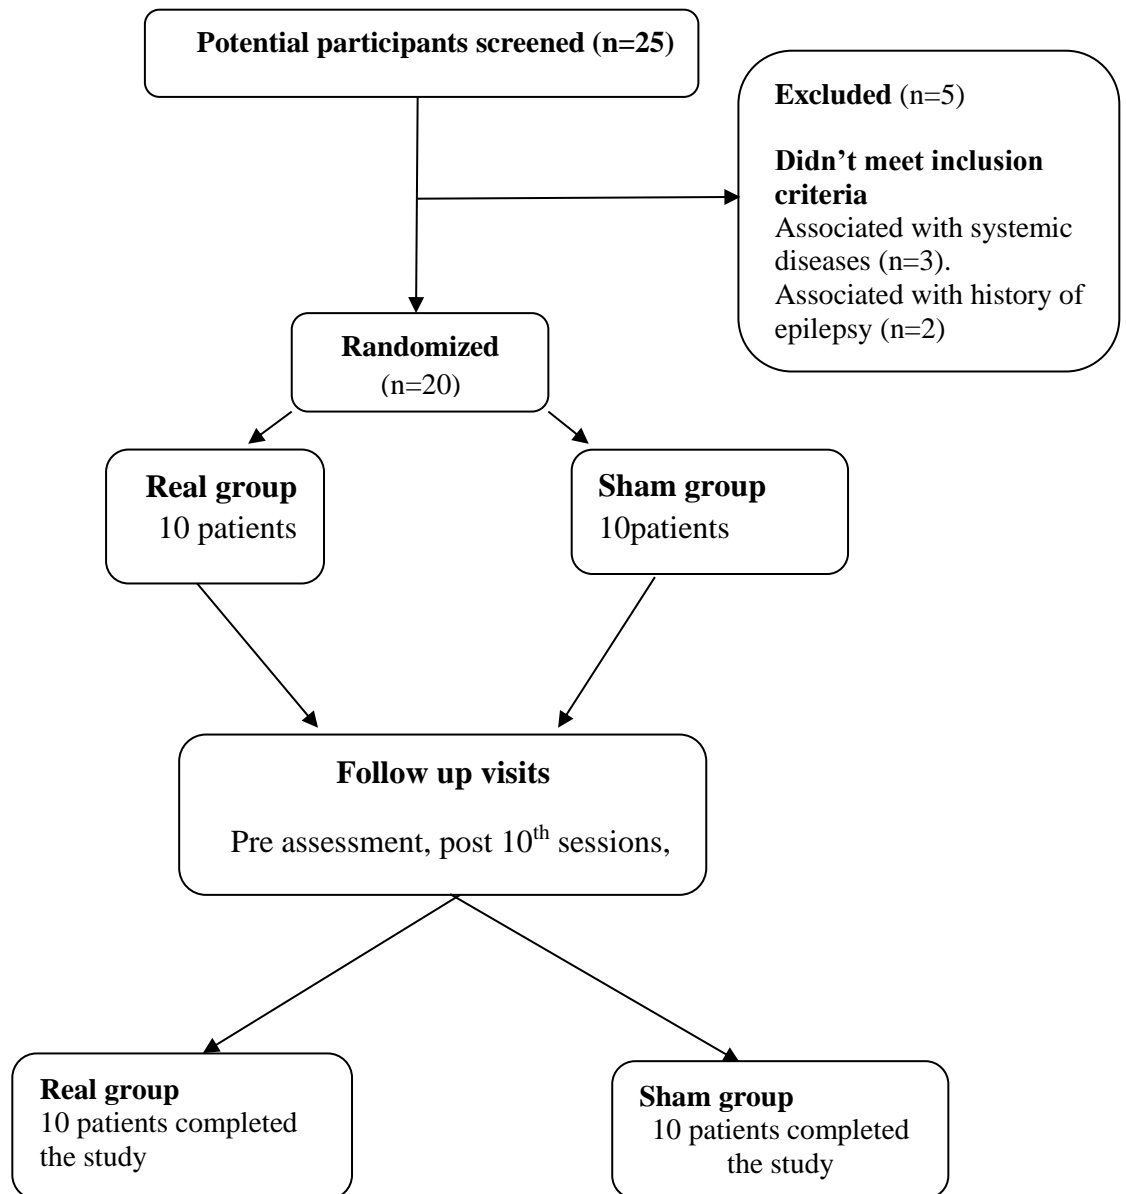 Potential participants screened (n=25)
Excluded (n=5)
Didn’t meet inclusion
criteria
Associated with systemic
diseases (n=3).
Associated with history of
epilepsy (n=2)
Randomized
(n=20)
Real group
10 patients
Sham group
10patients
Follow up visits
Pre assessment, post 10th sessions,
Real group
10 patients completed
the study
Sham group
10 patients completed
the study